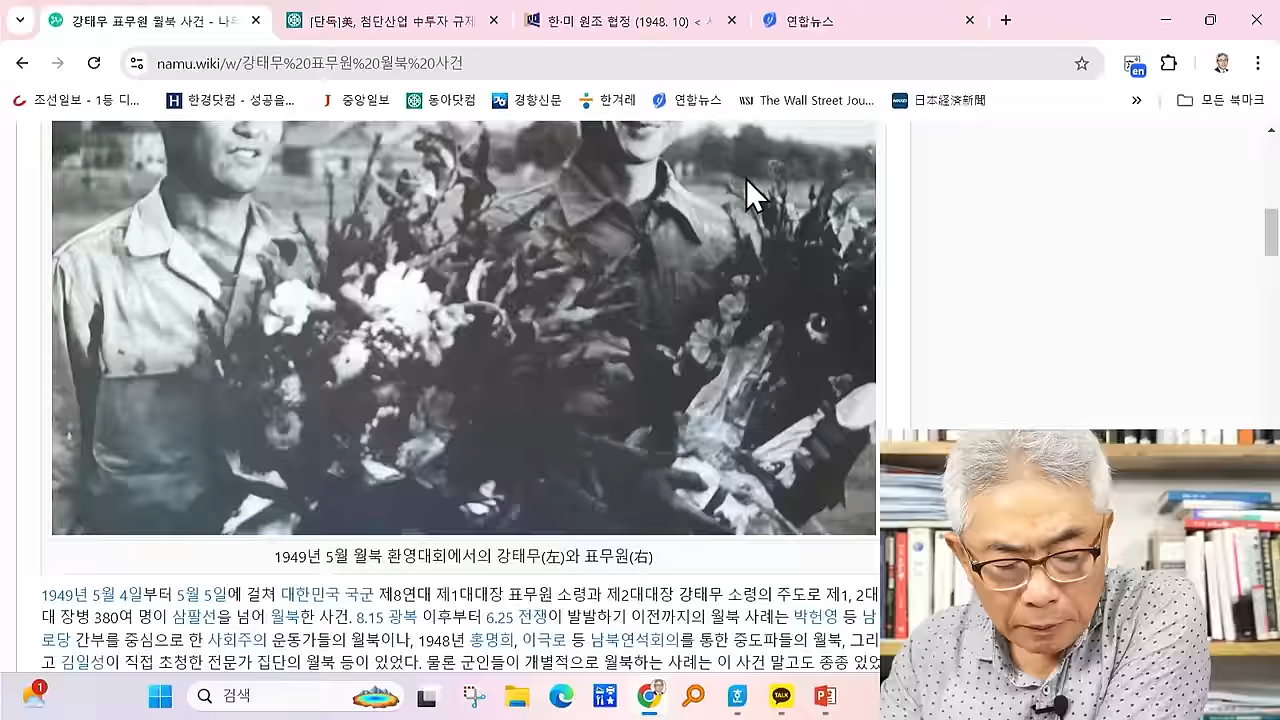 강태무 표무원 월북 사건 - 나무
[단독]美, 첨단산업 中투자 규제
한·미 원조 협정 (1948. 10) <
연합뉴스
namu.wiki/w/강태무%20표무원%20월북%20사건
en
조선일보 - 1등 디...
한경닷컴 - 성공을...
중앙일보
동아닷컴
경향신문
한겨레
연합뉴스
WSJ The Wall Street Jou...
NIKKEI 日本経済新聞
모든 북마크
1949년 5월 월북 환영대회에서의 강태무(左)와 표무원(右)
1949년 5월 4일부터 5월 5일에 걸쳐 대한민국 국군 제8연대 제1대대장 표무원 소령과 제2대대장 강태무 소령의 주도로 제1, 2대
대 장병 380여 명이 삼팔선을 넘어 월북한 사건. 8.15 광복 이후부터 6.25 전쟁이 발발하기 이전까지의 월북 사례는 박헌영 등 남
로당 간부를 중심으로 한 사회주의 운동가들의 월북이나, 1948년 홍명희, 이극로 등 남북연석회의를 통한 중도파들의 월북, 그리
고 김일성이 직접 초청한 전문가 집단의 월북 등이 있었다. 물론 군인들이 개별적으로 월북하는 사례는 이 사건 말고도 종종 있었
1
검색
TALK